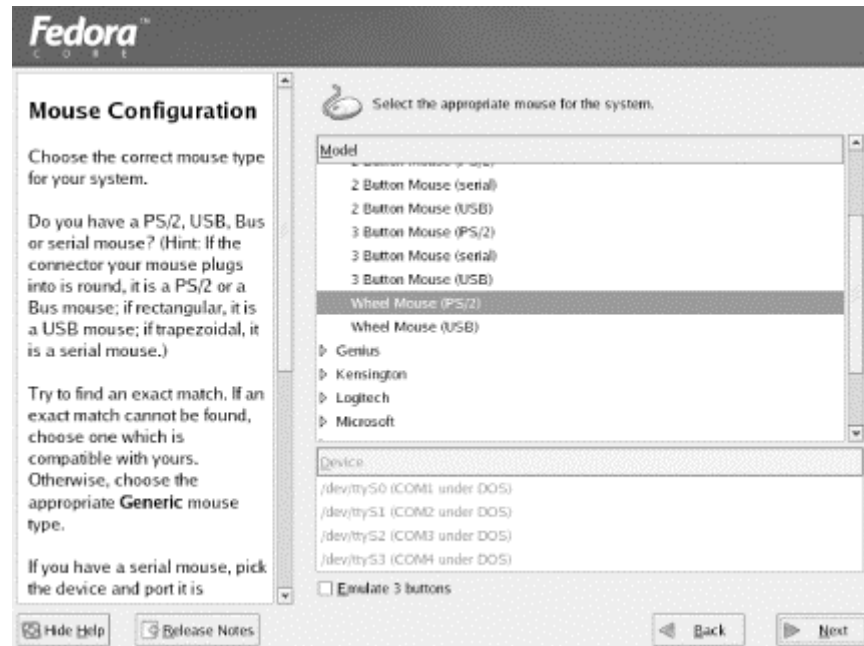 Fedora™
CORE
Mouse Configuration
Choose the correct mouse type
for your system.
Do you have a PS/2, USB, Bus
or serial mouse? (Hint: If the
connector your mouse plugs
into is round, it is a PS/2 or a
Bus mouse; if rectangular, it is
a USB mouse; if trapezoidal, it
is a serial mouse.)
Try to find an exact match. If an
exact match cannot be found,
choose one which is
compatible with yours.
Otherwise, choose the
appropriate Generic mouse
type.
If you have a serial mouse, pick
the device and port it is
Select the appropriate mouse for the system.
Model
2 Button Mouse (PS/2)
2 Button Mouse (serial)
2 Button Mouse (USB)
3 Button Mouse (PS/2)
3 Button Mouse (serial)
3 Button Mouse (USB)
Wheel Mouse (PS/2)
Wheel Mouse (USB)
Genius
Kensington
Logitech
Microsoft
Device
/dev/ttyS0 (COM1 under DOS)
/dev/ttyS1 (COM2 under DOS)
/dev/ttyS2 (COM3 under DOS)
/dev/ttyS3 (COM4 under DOS)
Emulate 3 buttons
Hide Help
Release Notes
Back
Next